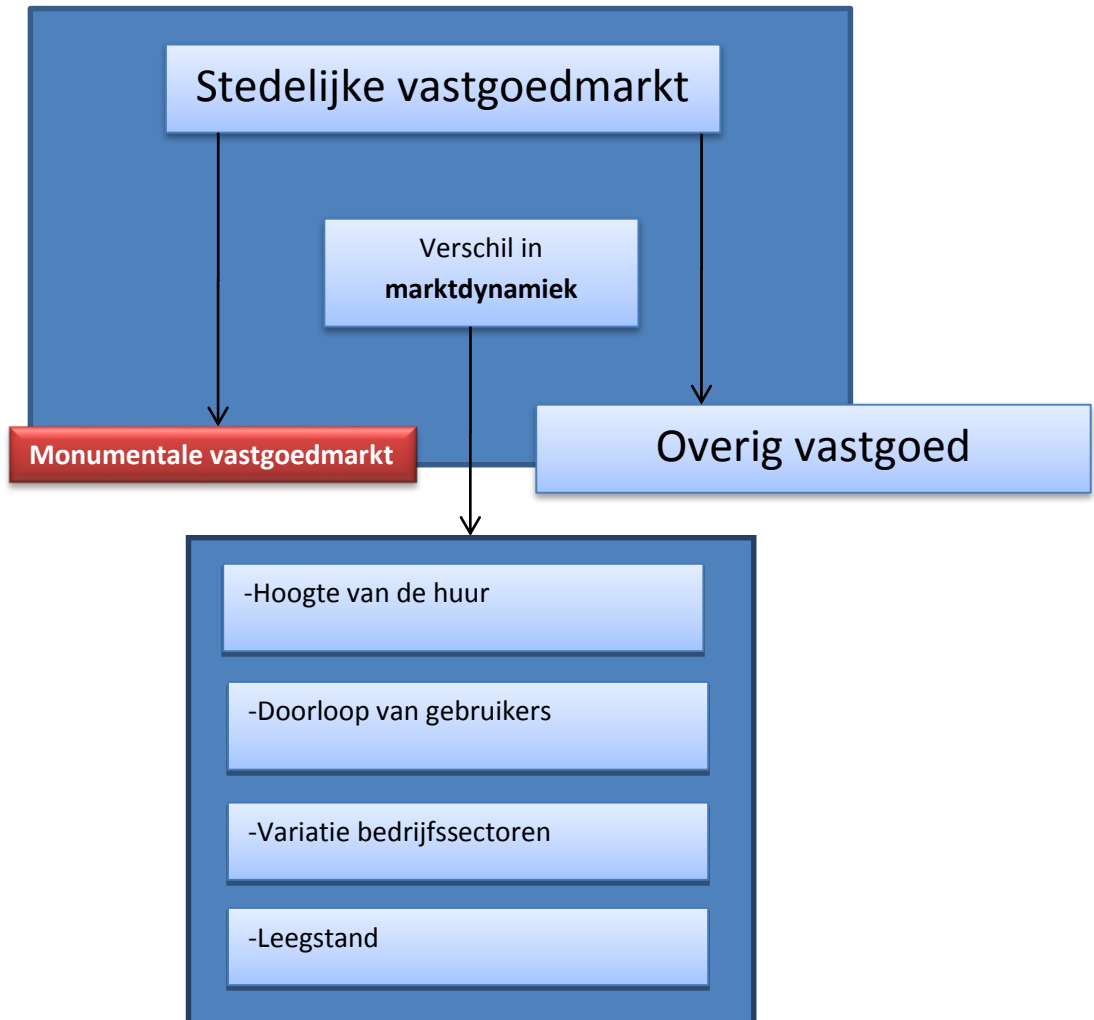 Stedelijke vastgoedmarkt
Verschil in
marktdynamiek
Monumentale vastgoedmarkt
Overig vastgoed
-Hoogte van de huur
-Doorloop van gebruikers
-Variatie bedrijfssectoren
-Leegstand